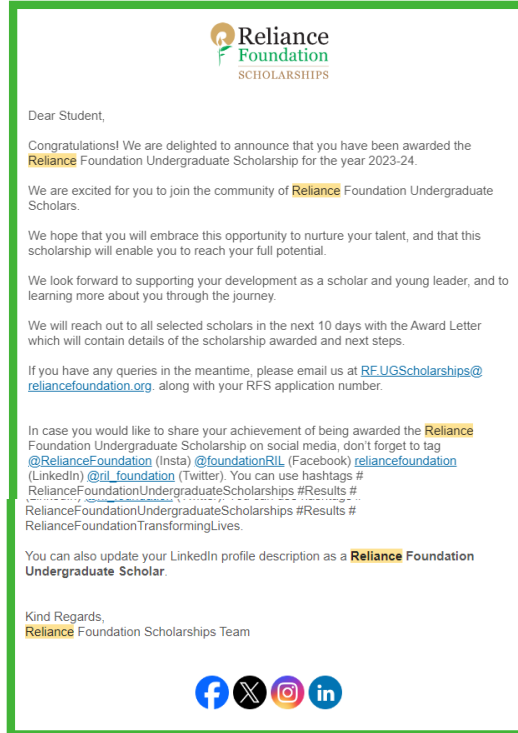 Reliance
Foundation
SCHOLARSHIPS
Dear Student,
Congratulations! We are delighted to announce that you have been awarded the
Reliance Foundation Undergraduate Scholarship for the year 2023-24.
We are excited for you to join the community of Reliance Foundation Undergraduate
Scholars.
We hope that you will embrace this opportunity to nurture your talent, and that this
scholarship will enable you to reach your full potential.
We look forward to supporting your development as a scholar and young leader, and to
learning more about you through the journey.
We will reach out to all selected scholars in the next 10 days with the Award Letter
which will contain details of the scholarship awarded and next steps.
If you have any queries in the meantime, please email us at RF.UGScholarships@
reliancefoundation.org. along with your RFS application number.
In case you would like to share your achievement of being awarded the Reliance
Foundation Undergraduate Scholarship on social media, don't forget to tag
@RelianceFoundation (Insta) @foundationRIL (Facebook) reliancefoundation
(LinkedIn) @ril_foundation (Twitter). You can use hashtags #
RelianceFoundationUndergraduateScholarships #Results #
RelianceFoundationUndergraduateScholarships #Results #
RelianceFoundationTransformingLives.
You can also update your LinkedIn profile description as a Reliance Foundation
Undergraduate Scholar.
Kind Regards,
Reliance Foundation Scholarships Team